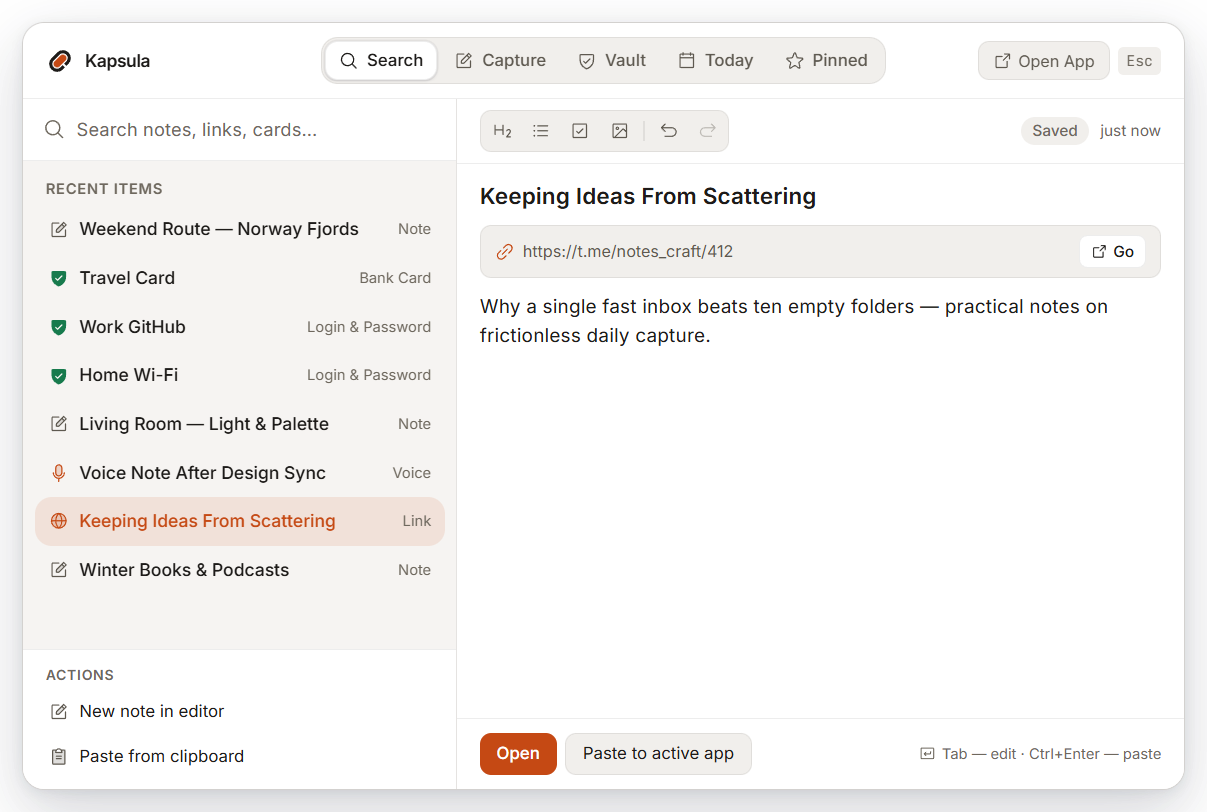 Kapsula
Search Capture Vault Today Pinned
Open App Esc
Search notes, links, cards...
RECENT ITEMS
Weekend Route — Norway Fjords Note
Travel Card Bank Card
Work GitHub Login & Password
Home Wi-Fi Login & Password
Living Room — Light & Palette Note
Voice Note After Design Sync Voice
Keeping Ideas From Scattering Link
Winter Books & Podcasts Note
ACTIONS
New note in editor
Paste from clipboard
H2
Saved just now
Keeping Ideas From Scattering
https://t.me/notes_craft/412 Go
Why a single fast inbox beats ten empty folders — practical notes on
frictionless daily capture.
Open Paste to active app Tab — edit · Ctrl+Enter — paste